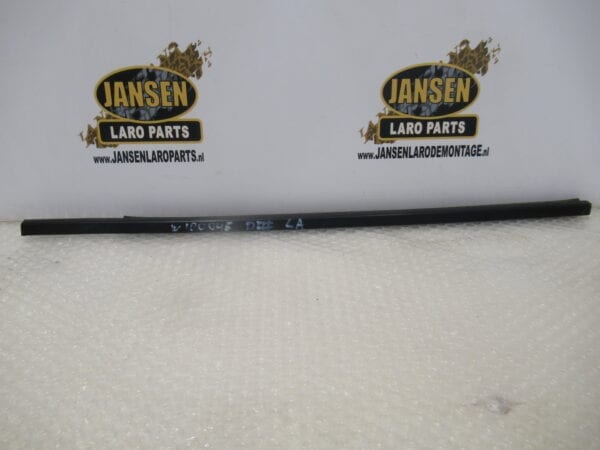 JANSEN
LARO PARTS
WWW.JANSENLAROPARTS.nl
JANSEN
LARO PARTS
WWW.JANSENLARODEMONTAGE.nl
LA